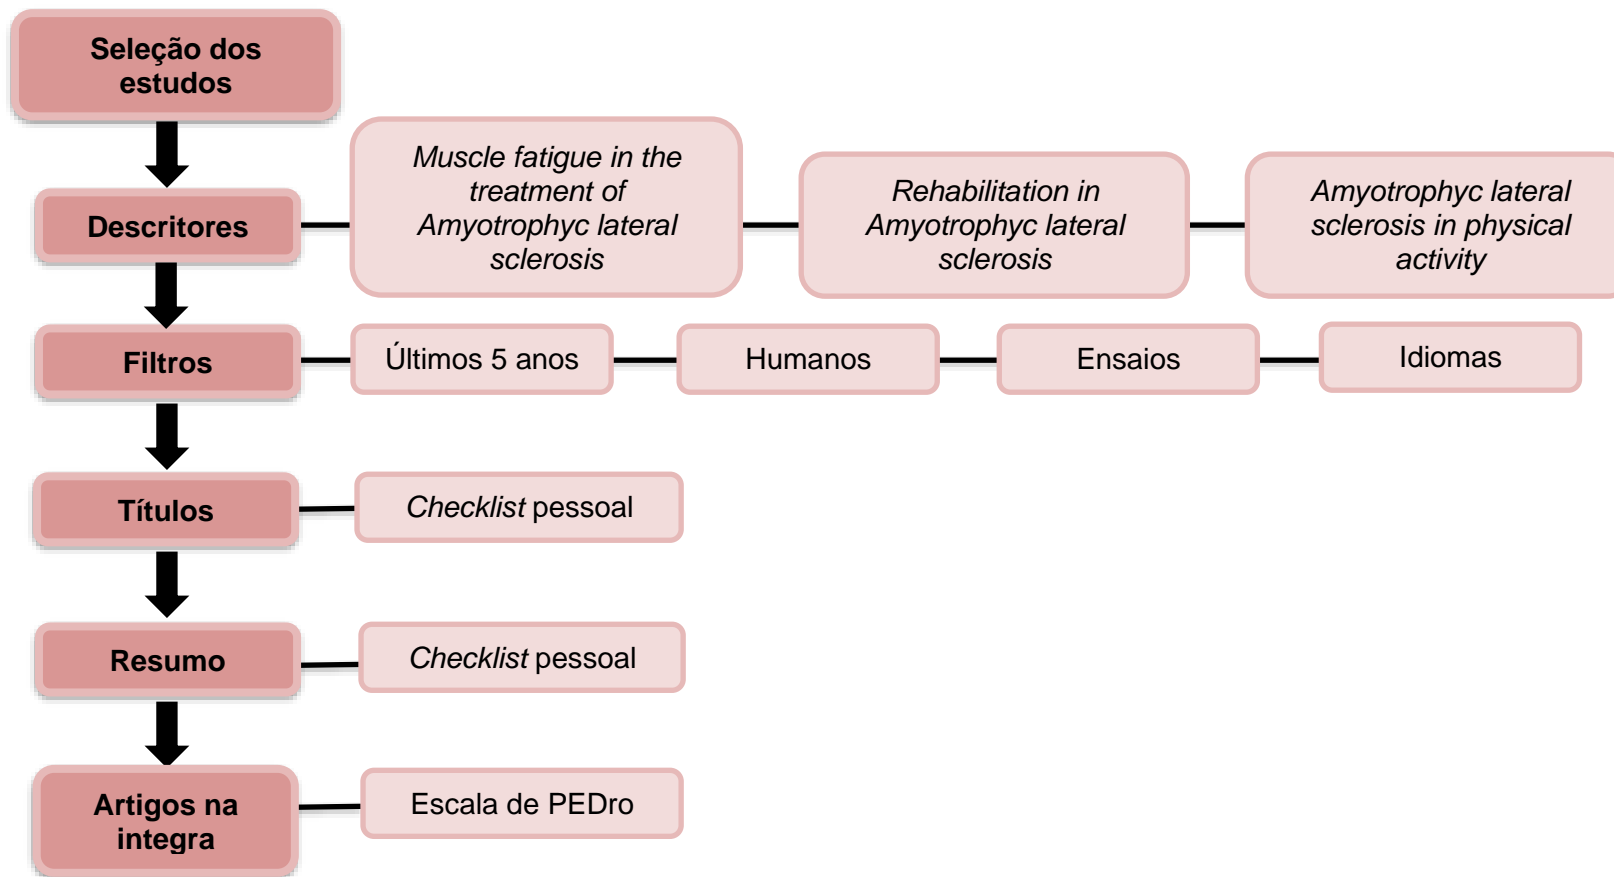 Seleção dos
estudos
Muscle fatigue in the
treatment of
Amyotrophyc lateral
sclerosis
Rehabilitation in
Amyotrophyc lateral
sclerosis
Amyotrophyc lateral
sclerosis in physical
activity
Descritores
Filtros
Últimos 5 anos
Humanos
Ensaios
Idiomas
Títulos
Checklist pessoal
Resumo
Checklist pessoal
Artigos na
integra
Escala de PEDro